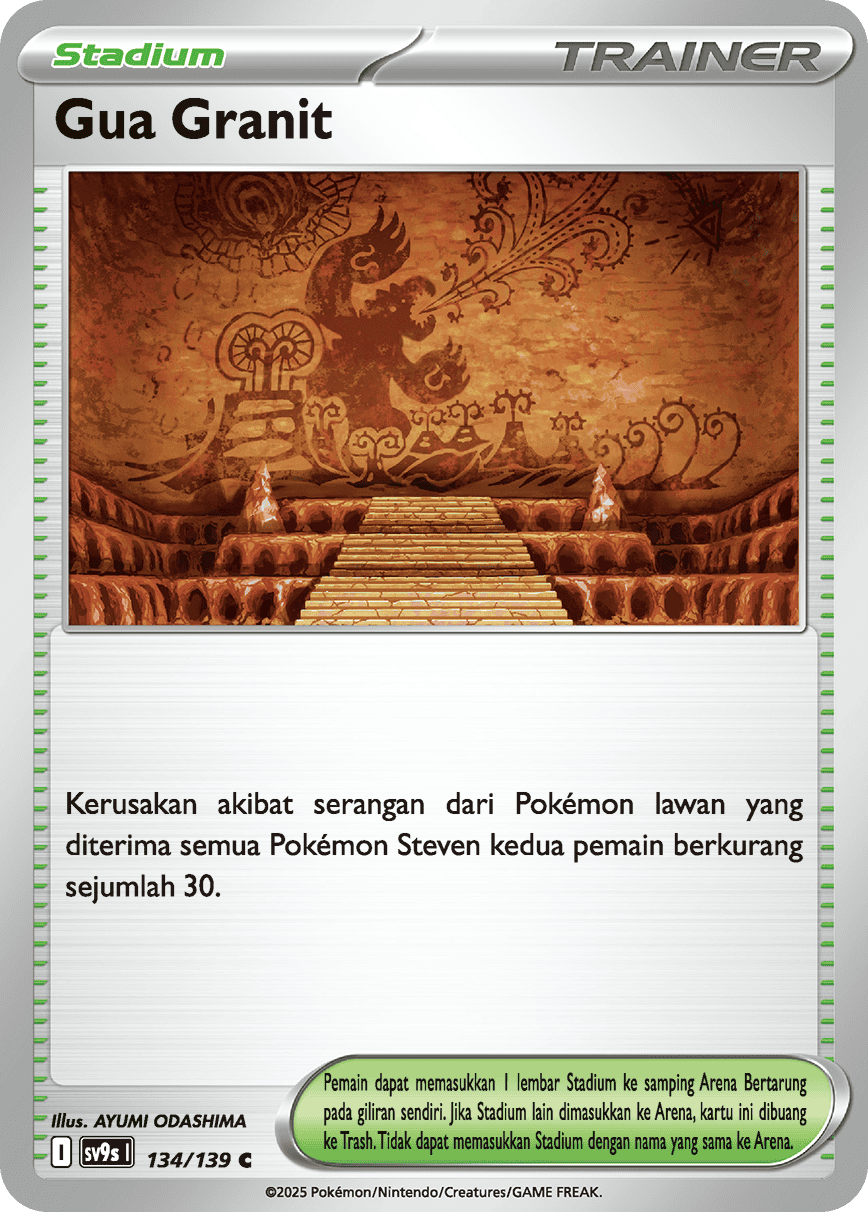 Stadium
TRAINER
Gua Granit
Kerusakan akibat serangan dari Pokémon lawan yang
diterima semua Pokémon Steven kedua pemain berkurang
sejumlah 30.
Pemain dapat memasukkan 1 lembar Stadium ke samping Arena Bertarung
pada giliran sendiri. Jika Stadium lain dimasukkan ke Arena, kartu ini dibuang
ke Trash. Tidak dapat memasukkan Stadium dengan nama yang sama ke Arena.
Illus. AYUMI ODASHIMA
I sv9s I 134/139 C
©2025 Pokémon/Nintendo/Creatures/GAME FREAK.